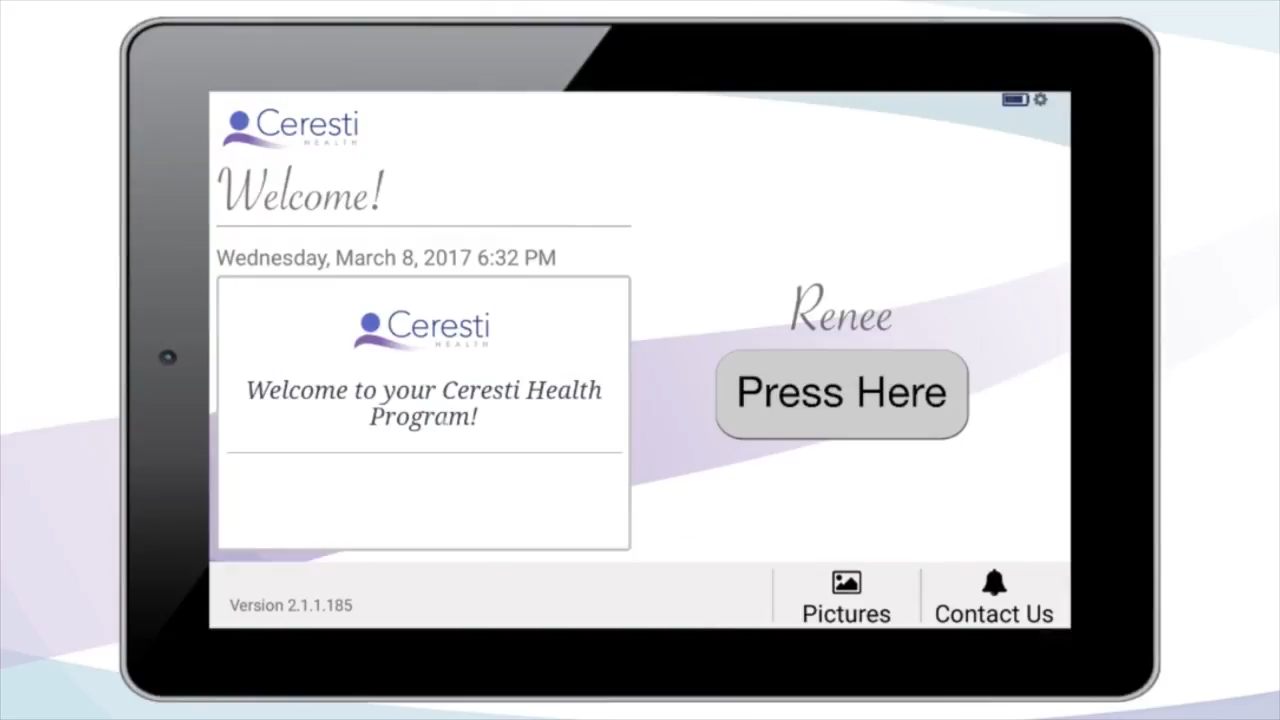 Ceresti
HEALTH
Welcome!
Wednesday, March 8, 2017 6:32 PM
Ceresti
HEALTH
Welcome to your Ceresti Health
Program!
Renee
Press Here
Version 2.1.1.185
Pictures
Contact Us